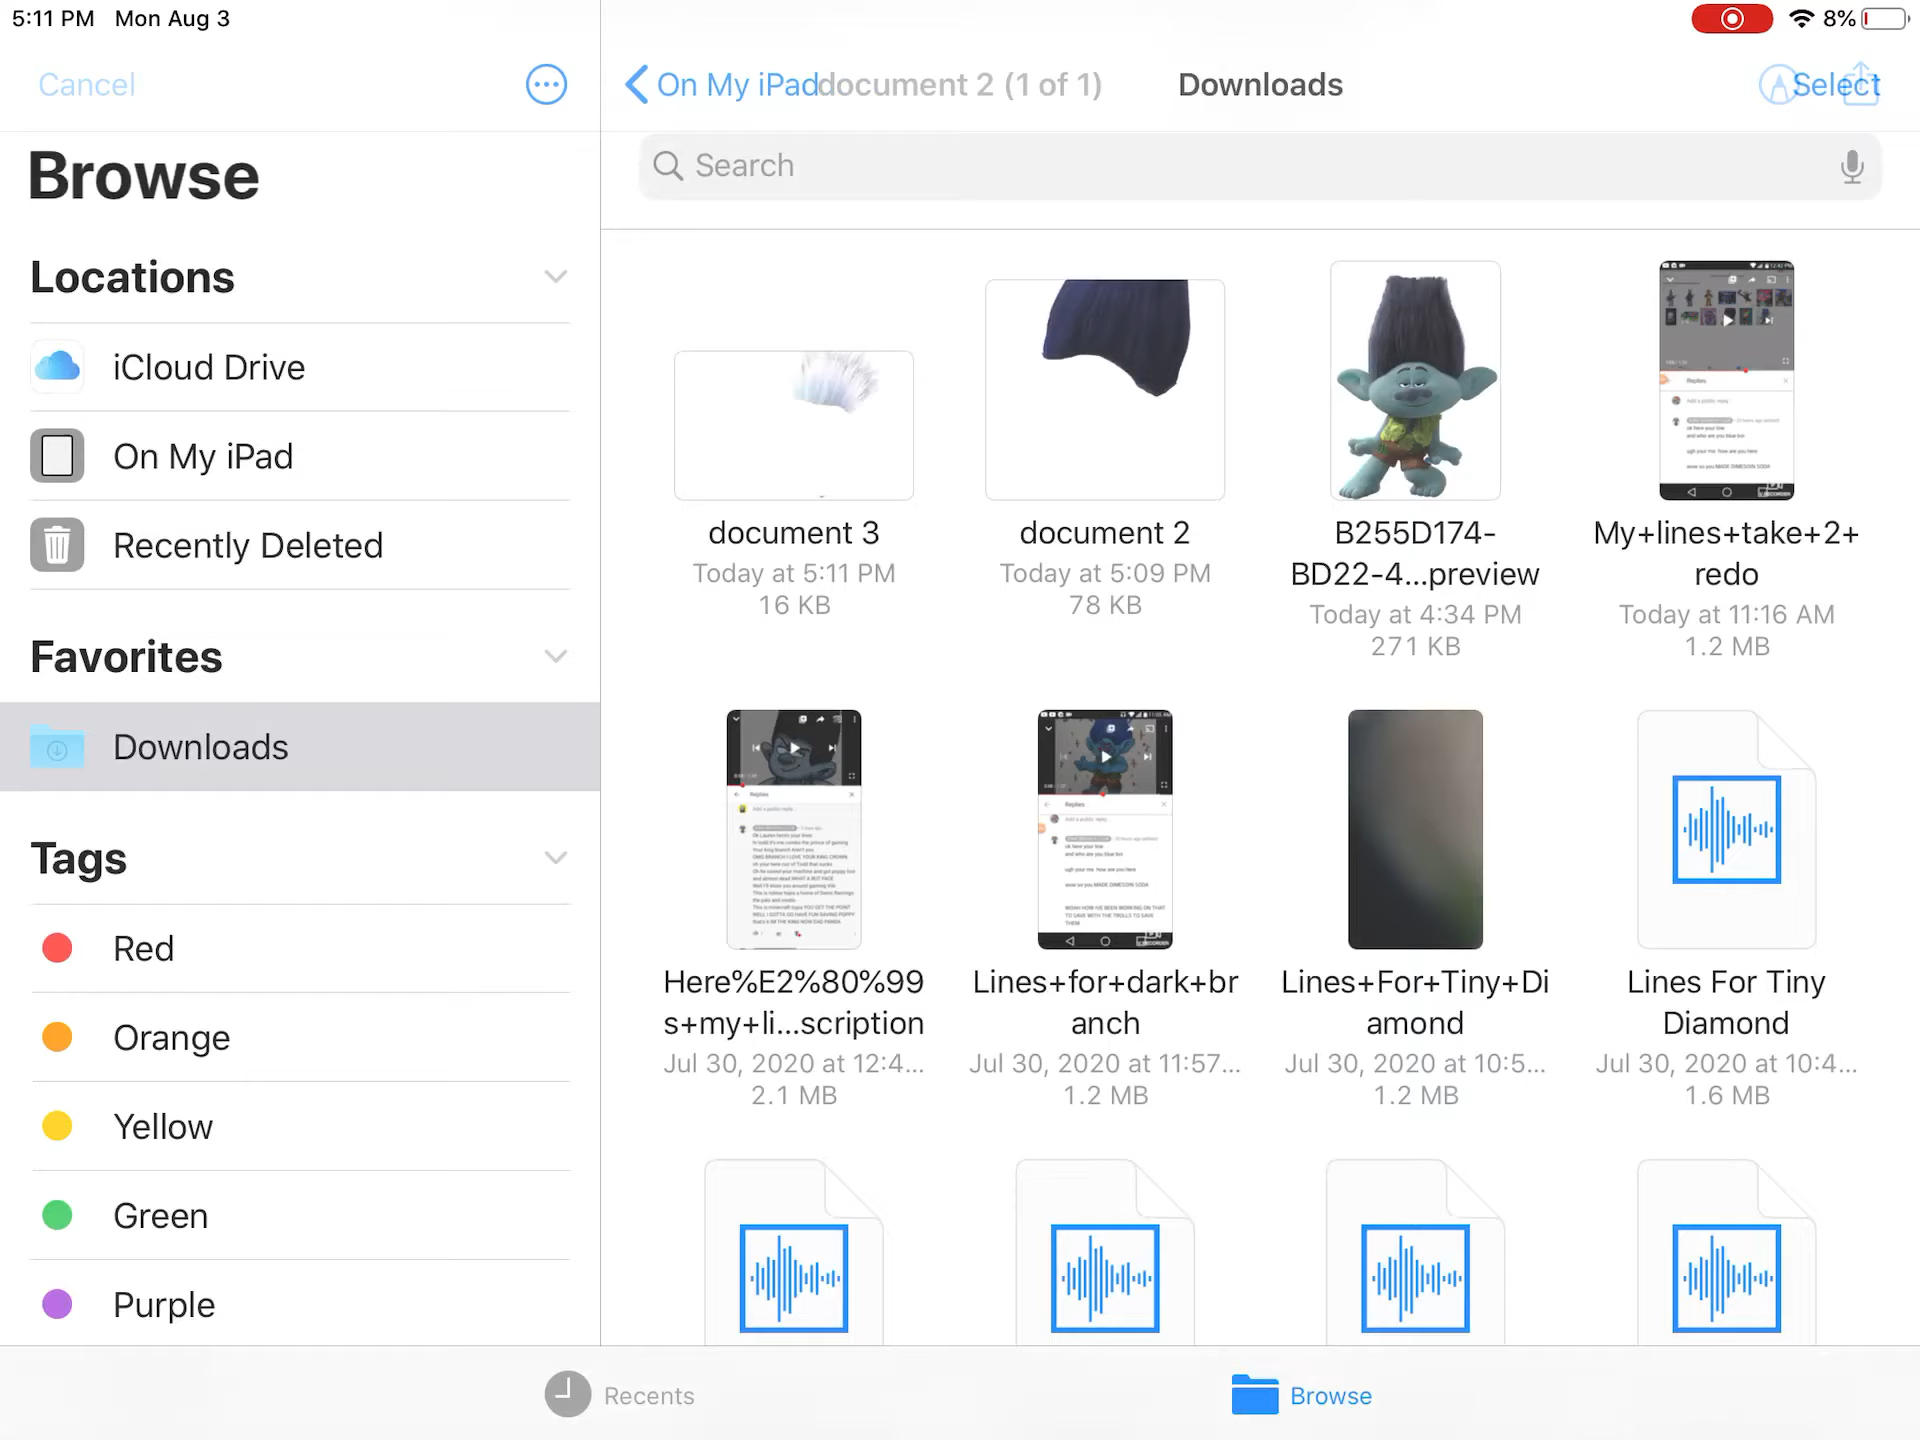 5:11 PM Mon Aug 3
8%
Cancel
On My iPad
document 2 (1 of 1)
Downloads
Select
Browse
Search
Locations
iCloud Drive
On My iPad
Recently Deleted
Favorites
Downloads
Tags
Red
Orange
Yellow
Green
Purple
document 3
Today at 5:11 PM
16 KB
document 2
Today at 5:09 PM
78 KB
B255D174-
BD22-4...preview
Today at 4:34 PM
271 KB
My+lines+take+2+
redo
Today at 11:16 AM
1.2 MB
Here%E2%80%99
s+my+li...scription
Jul 30, 2020 at 12:4...
2.1 MB
Lines+for+dark+br
anch
Jul 30, 2020 at 11:57...
1.2 MB
Lines+For+Tiny+Di
amond
Jul 30, 2020 at 10:5...
1.2 MB
Lines For Tiny
Diamond
Jul 30, 2020 at 10:4...
1.6 MB
Recents
Browse